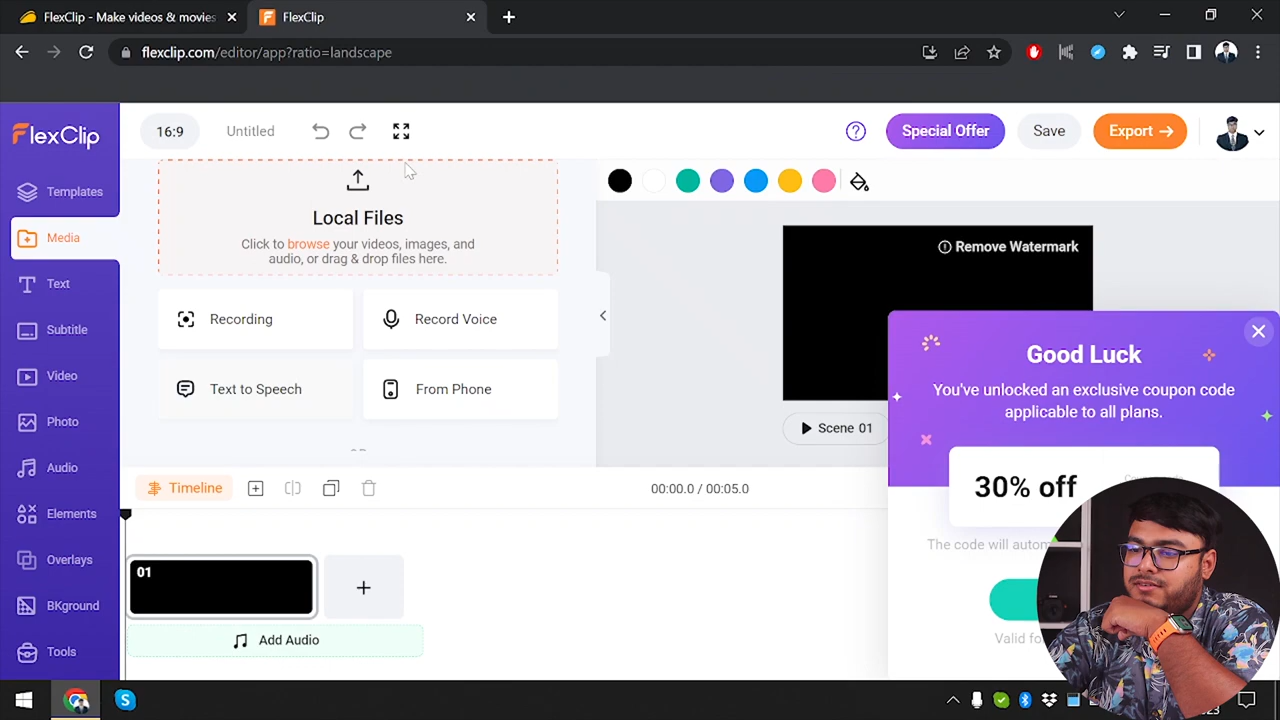 FlexClip - Make videos & movies
FlexClip
flexclip.com/editor/app?ratio=landscape
FlexClip
16:9
Untitled
Special Offer
Save
Export
Templates
Media
Text
Subtitle
Video
Photo
Audio
Elements
Overlays
BKground
Tools
Local Files
Click to browse your videos, images, and
audio, or drag & drop files here.
Recording
Record Voice
Text to Speech
From Phone
Remove Watermark
Scene 01
Good Luck
You've unlocked an exclusive coupon code
applicable to all plans.
30% off
The code will
Valid
Timeline
00:00.0 / 00:05.0
01
Add Audio